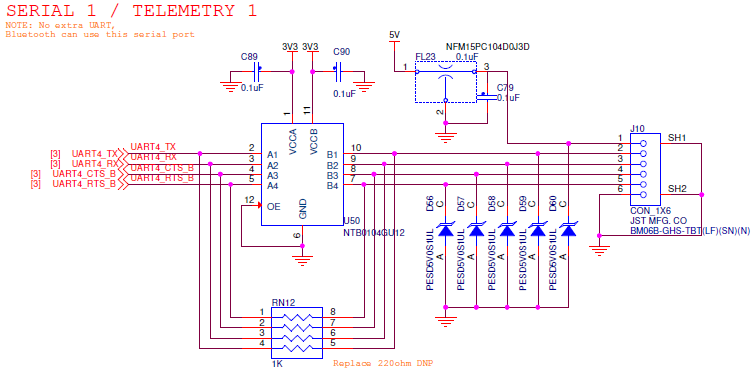 SERIAL 1 / TELEMETRY 1
NOTE: No extra UART,
Bluetooth can use this serial port
C89
3V3 3V3
C90
0.1uF
0.1uF
5V
NFM15PC104D0J3D
FL23
0.1uF
1
3
C79
0.1uF
2
1
11
VCCA
VCCB
[3] UART4_TX
UART4_TX
2
A1
B1
10
[3] UART4_RX
UART4_RX
3
A2
B2
9
[3] UART4_CTS_B
UART4_CTS_B
4
A3
B3
8
[3] UART4_RTS_B
UART4_RTS_B
5
A4
B4
7
12
OE
GND
6
U50
NTB0104GU12
J10
1
2
3
4
5
6
SH1
SH2
CON_1X6
JST MFG. CO
BM06B-GHS-TBT(LF)(SN)(N)
D56
D57
D58
D59
D60
C
C
C
C
C
PESD5V0S1UL
PESD5V0S1UL
PESD5V0S1UL
PESD5V0S1UL
PESD5V0S1UL
A
A
A
A
A
RN12
1
8
2
7
3
6
4
5
1K
Replace 220ohm DNP